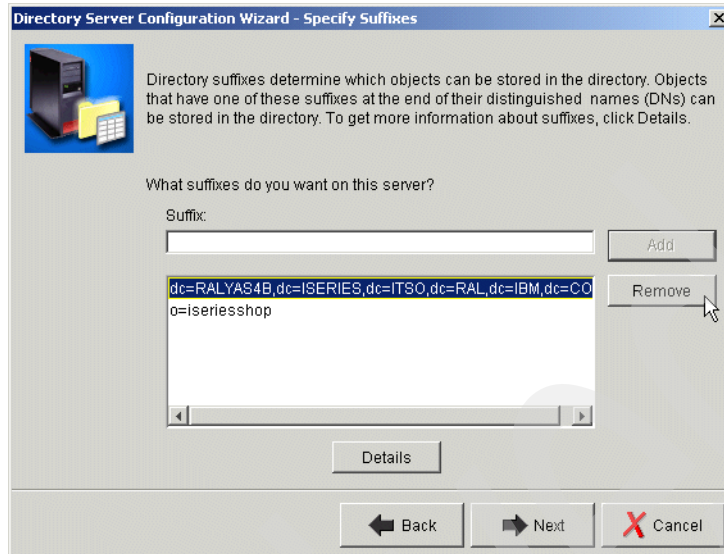 Directory Server Configuration Wizard - Specify Suffixes
Directory suffixes determine which objects can be stored in the directory. Objects
that have one of these suffixes at the end of their distinguished names (DNs) can
be stored in the directory. To get more information about suffixes, click Details.
What suffixes do you want on this server?
Suffix:
Add
dc=RALYAS4B,dc=ISERIES,dc=ITSO,dc=RAL,dc=IBM,dc=CO
Remove
o=iseriesshop
Details
Back
Next
Cancel